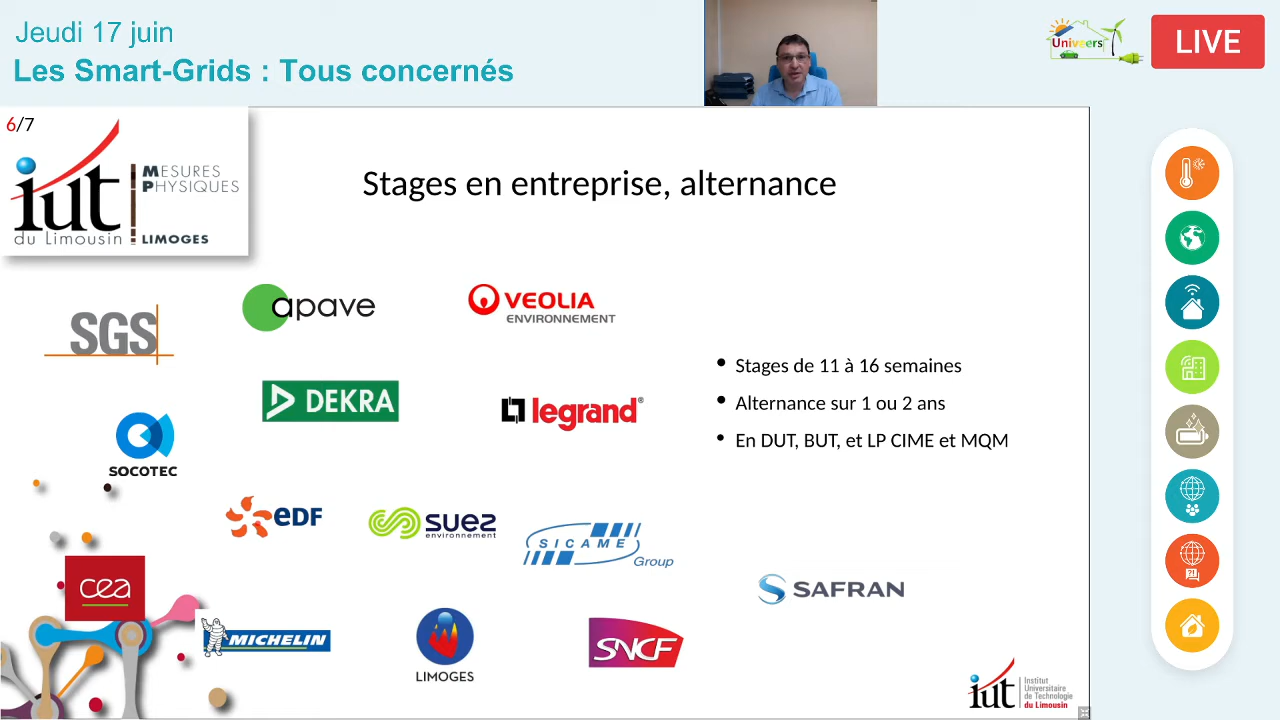 Jeudi 17 juin
Les Smart-Grids : Tous concernés
Univeers
LIVE
6/7
iut
du Limousin
MESURES
PHYSIQUES
LIMOGES
Stages en entreprise, alternance
SGS
apave
VEOLIA
ENVIRONNEMENT
DEKRA
legrand®
SOCOTEC
• Stages de 11 à 16 semaines
• Alternance sur 1 ou 2 ans
• En DUT, BUT, et LP CIME et MQM
eDF
suez
environnement
SICAME
Group
cea
SAFRAN
MICHELIN
LIMOGES
SNCF
iut
Institut
Universitaire
de Technologie
du Limousin